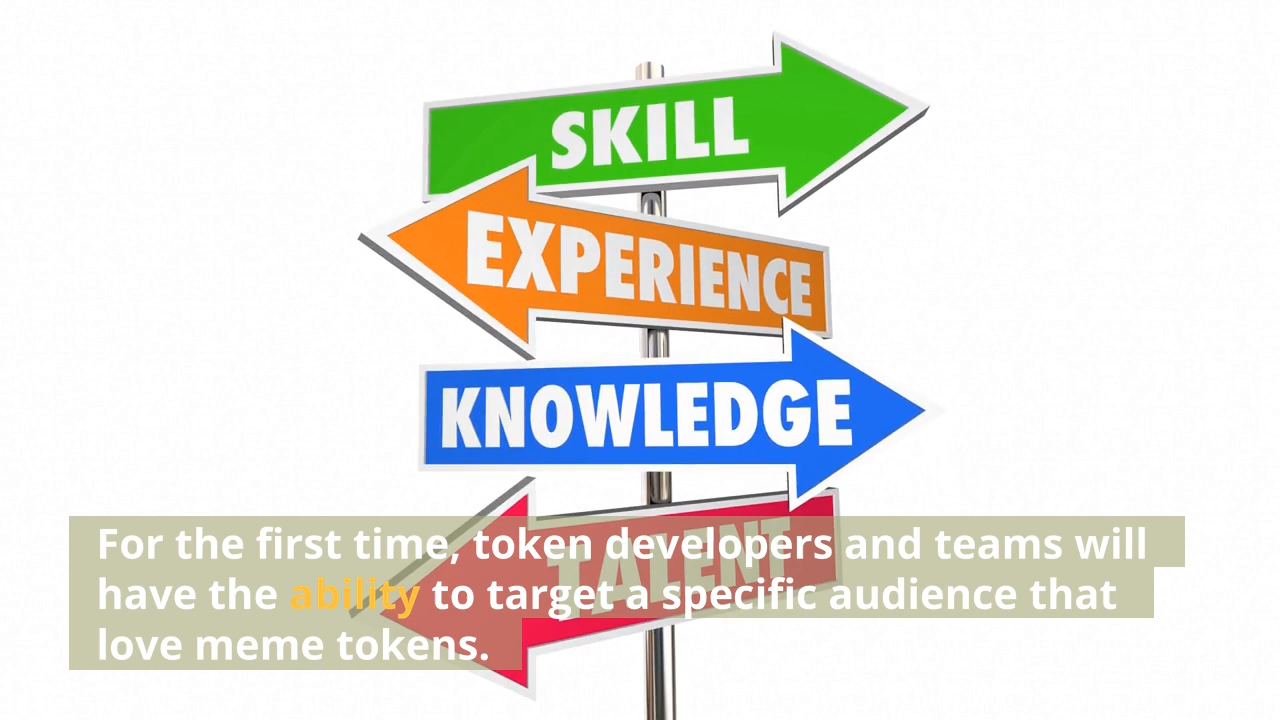 SKILL
EXPERIENCE
KNOWLEDGE
TALENT
For the first time, token developers and teams will
have the ability to target a specific audience that
love meme tokens.